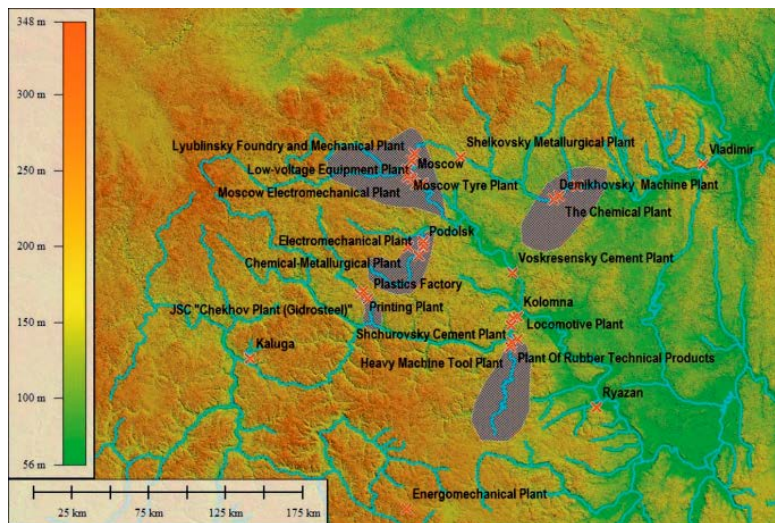 348 m
300 m
250 m
200 m
150 m
100 m
56 m
Lyublinsky Foundry and Mechanical Plant
Shelkovsky Metallurgical Plant
Vladimir
Moscow
Low-voltage Equipment Plant
Moscow Tyre Plant
Demikhovsky Machine Plant
Moscow Electromechanical Plant
The Chemical Plant
Podolsk
Electromechanical Plant
Chemical-Metallurgical Plant
Voskresensky Cement Plant
Plastics Factory
JSC "Chekhov Plant (Gidrosteel)"
Printing Plant
Kolomna
Locomotive Plant
Shchurovsky Cement Plant
Kaluga
Heavy Machine Tool Plant
Plant Of Rubber Technical Products
Ryazan
Energomechanical Plant
25 km 75 km 125 km 175 km